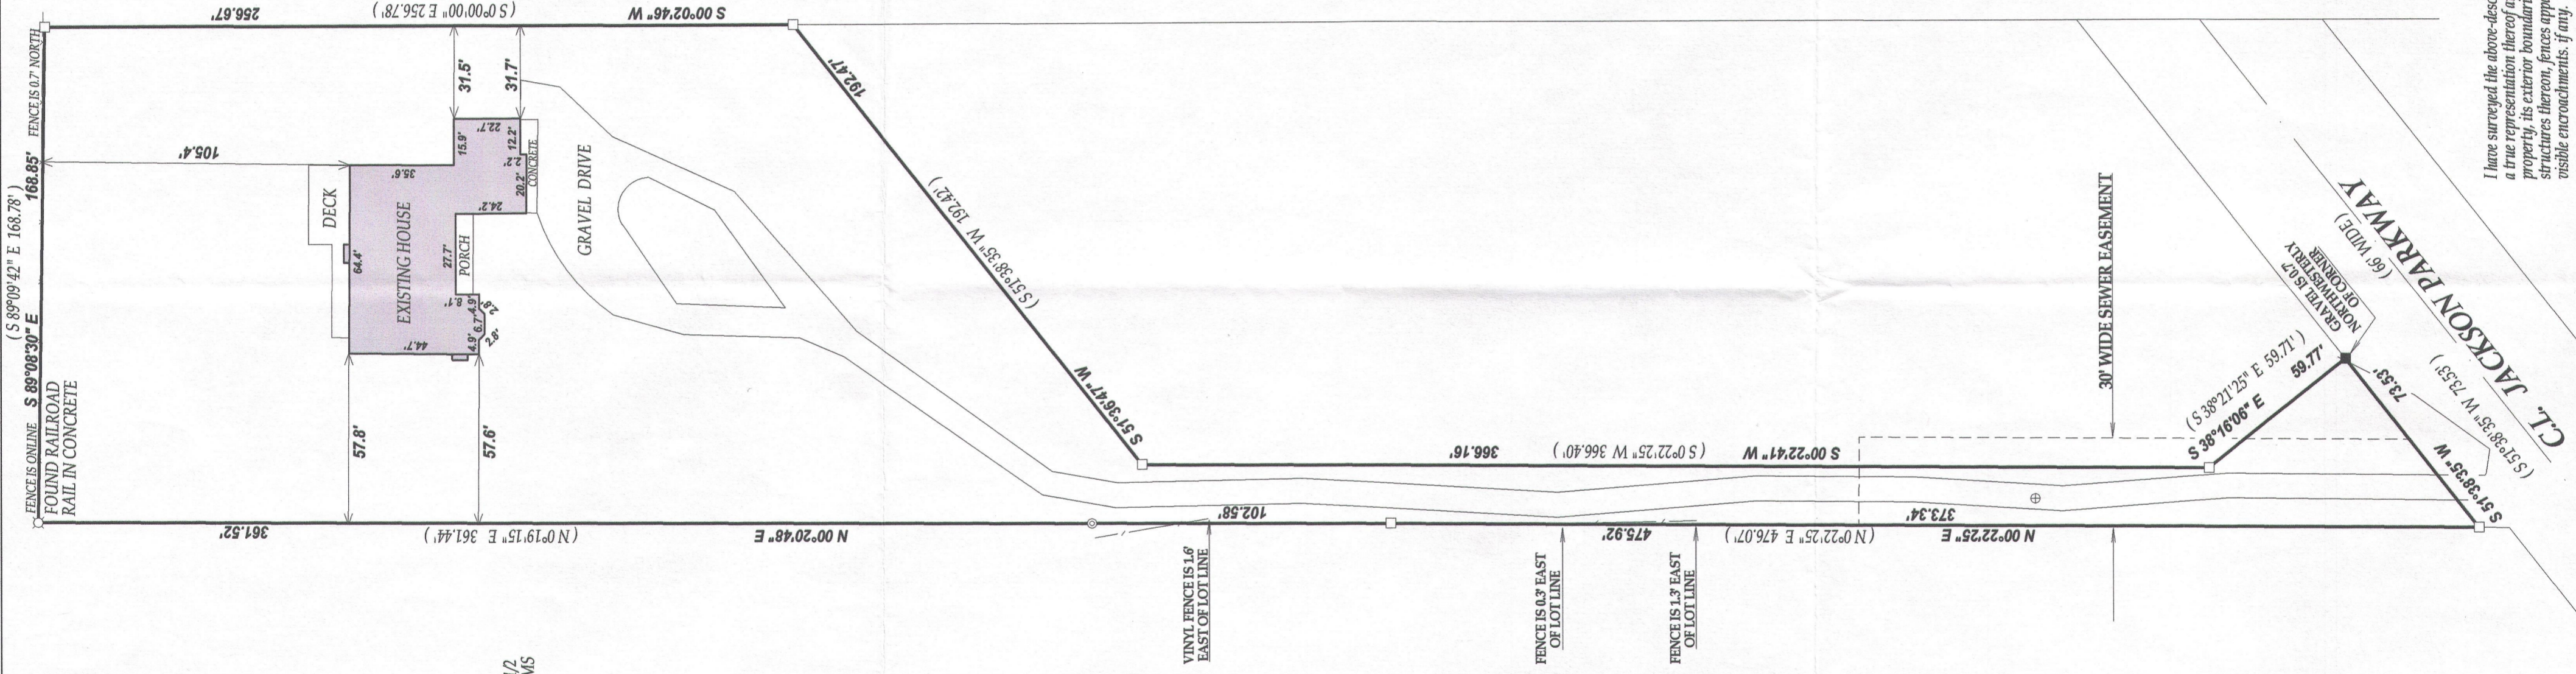 ( S 89°09'42" E 168.78' )
S 89°08'30" E 168.85'
FENCE IS ONLINE
FENCE IS 0.7' NORTH
FOUND RAILROAD
RAIL IN CONCRETE
256.67'
( S 0°00'00" E 256.78' )
S 00°02'46" W
105.4'
31.5'
31.7'
DECK
EXISTING HOUSE
PORCH
CONCRETE
35.6'
15.9'
22.7'
12.2'
2.2'
20.2'
24.2'
27.7'
64.4'
8.1'
4.9'
2.8'
6.7'
2.8'
4.9'
44.7'
57.8'
57.6'
GRAVEL DRIVE
192.47'
( S 51°38'35" W 192.42' )
S 51°36'47" W
361.52'
( N 0°19'15" E 361.44' )
N 00°20'48" E
1/2
MS
366.16'
( S 0°22'25" W 366.40' )
S 00°22'41" W
102.58'
VINYL FENCE IS 1.6'
EAST OF LOT LINE
FENCE IS 0.3' EAST
OF LOT LINE
475.92'
FENCE IS 1.3' EAST
OF LOT LINE
( N 0°22'25" E 476.07' )
373.34'
N 00°22'25" E
30' WIDE SEWER EASEMENT
( S 38°21'25" E 59.71' )
59.77'
S 38°16'06" E
GRAVEL IS 0.7'
NORTHWESTERLY
OF CORNER
73.53'
( S 51°38'35" W 73.53' )
S 51°38'35" W
C.L. JACKSON PARKWAY
( 66' WIDE )
I have surveyed the above-desc
a true representation thereof a
properity, its exterior boundari
structures thereon, fences app
visible encroachments, if any.